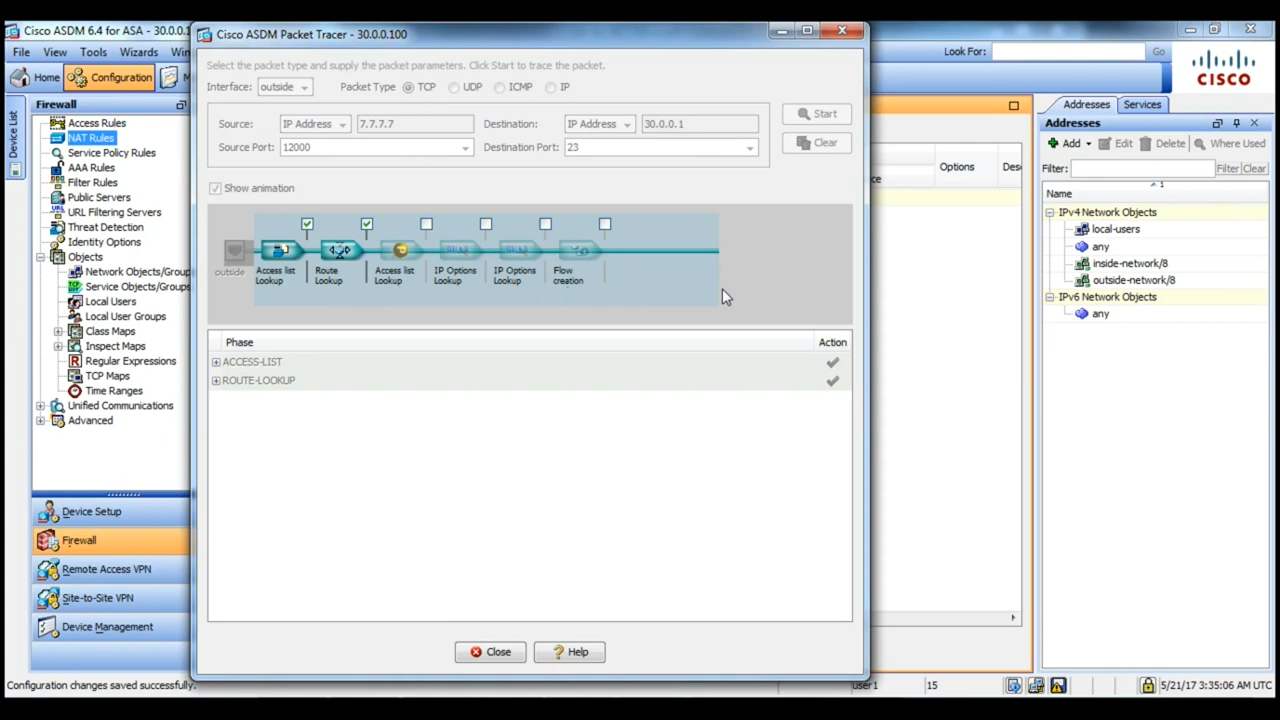 Cisco ASDM 6.4 for ASA - 30.0.0.1
Cisco ASDM Packet Tracer - 30.0.0.100
File View Tools Wizards Win
Look For:
Go
Home
Configuration
M
CISCO
Select the packet type and supply the packet parameters. Click Start to trace the packet.
Interface: outside
Packet Type TCP UDP ICMP IP
Source: IP Address 7.7.7.7
Destination: IP Address 30.0.0.1
Start
Source Port: 12000
Destination Port: 23
Clear
Show animation
outside
Access list Lookup
Route Lookup
Access list Lookup
IP Options Lookup
IP Options Lookup
Flow creation
Phase
Action
ACCESS-LIST
ROUTE-LOOKUP
Close
Help
Device List
Firewall
Access Rules
NAT Rules
Service Policy Rules
AAA Rules
Filter Rules
Public Servers
URL Filtering Servers
Threat Detection
Identity Options
Objects
Network Objects/Group
Service Objects/Groups
Local Users
Local User Groups
Class Maps
Inspect Maps
Regular Expressions
TCP Maps
Time Ranges
Unified Communications
Advanced
Device Setup
Firewall
Remote Access VPN
Site-to-Site VPN
Device Management
Options
Desc
ce
Addresses
Services
Addresses
Add
Edit
Delete
Where Used
Filter:
Filter
Clear
Name
1
IPv4 Network Objects
local-users
any
inside-network/8
outside-network/8
IPv6 Network Objects
any
Configuration changes saved successfully.
user1
15
5/21/17 3:35:06 AM UTC